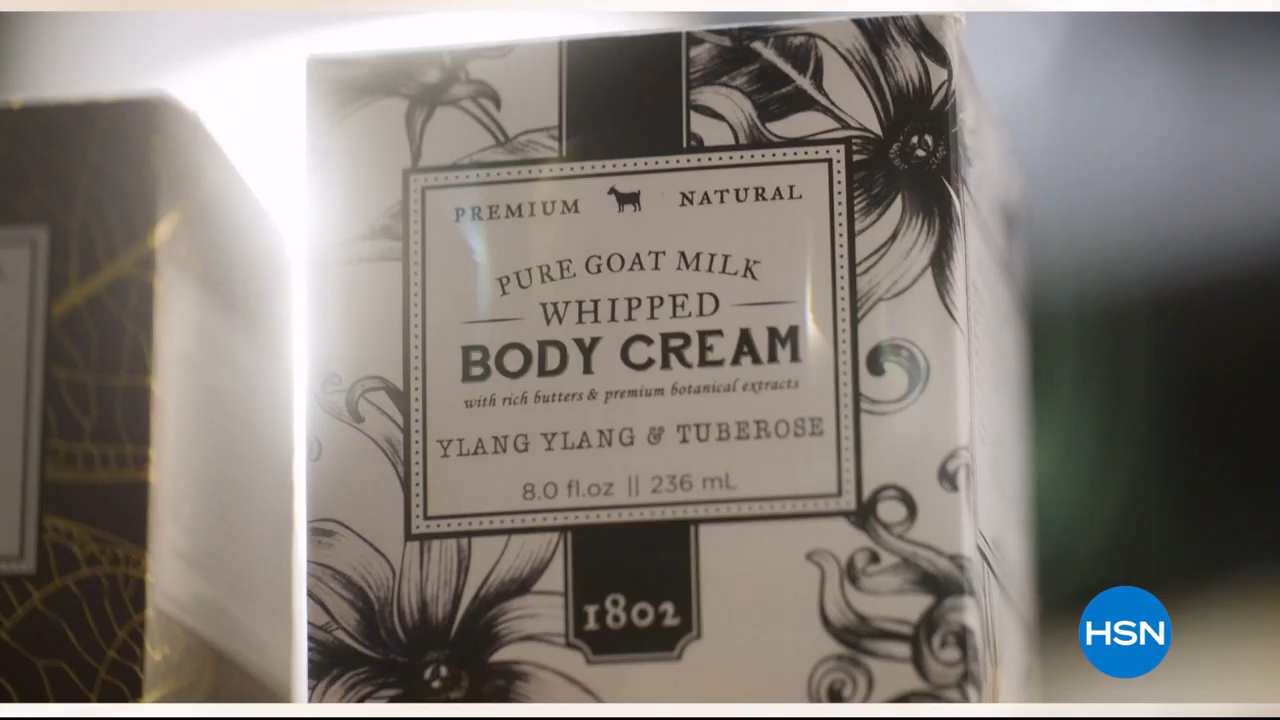 PREMIUM NATURAL
PURE GOAT MILK
WHIPPED
BODY CREAM
with rich butters & premium botanical extracts
YLANG YLANG & TUBEROSE
8.0 fl.oz || 236 mL
1802
HSN